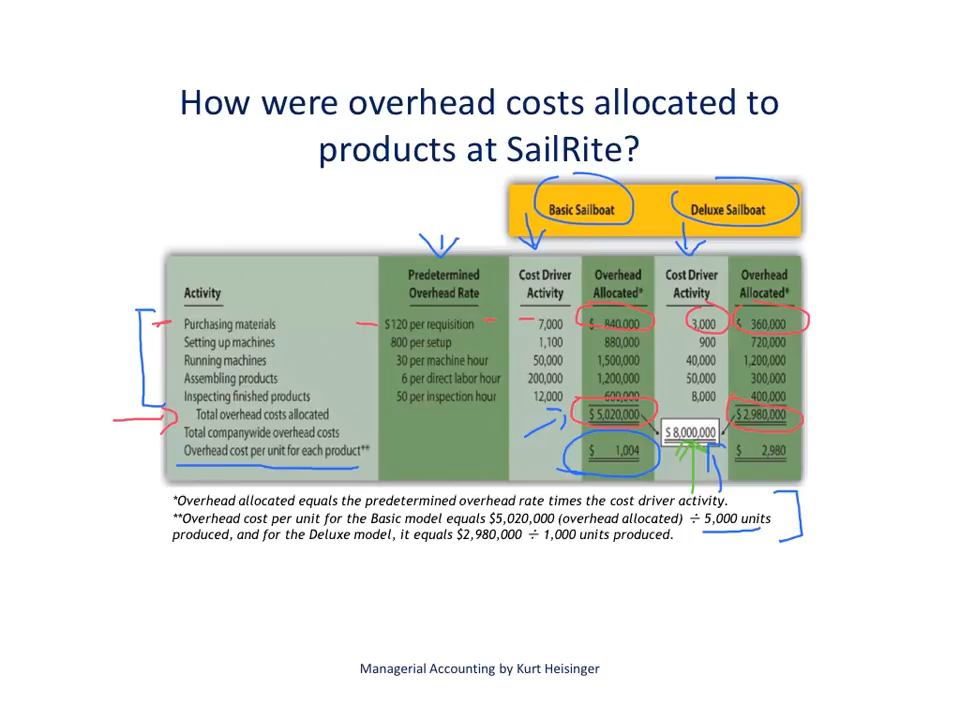 How were overhead costs allocated to
products at SailRite?
Basic Sailboat Deluxe Sailboat
Predetermined Cost Driver Overhead Cost Driver Overhead
Activity Overhead Rate Activity Allocated* Activity Allocated*
Purchasing materials $120 per requisition 7,000 $ 840,000 3,000 $ 360,000
Setting up machines 800 per setup 1,100 880,000 900 720,000
Running machines 30 per machine hour 50,000 1,500,000 40,000 1,200,000
Assembling products 6 per direct labor hour 200,000 1,200,000 50,000 300,000
Inspecting finished products 50 per inspection hour 12,000 600,000 8,000 400,000
Total overhead costs allocated $ 5,020,000 $ 2,980,000
Total companywide overhead costs $ 8,000,000
Overhead cost per unit for each product** $ 1,004 $ 2,980
*Overhead allocated equals the predetermined overhead rate times the cost driver activity.
**Overhead cost per unit for the Basic model equals $5,020,000 (overhead allocated) ÷ 5,000 units
produced, and for the Deluxe model, it equals $2,980,000 ÷ 1,000 units produced.
Managerial Accounting by Kurt Heisinger